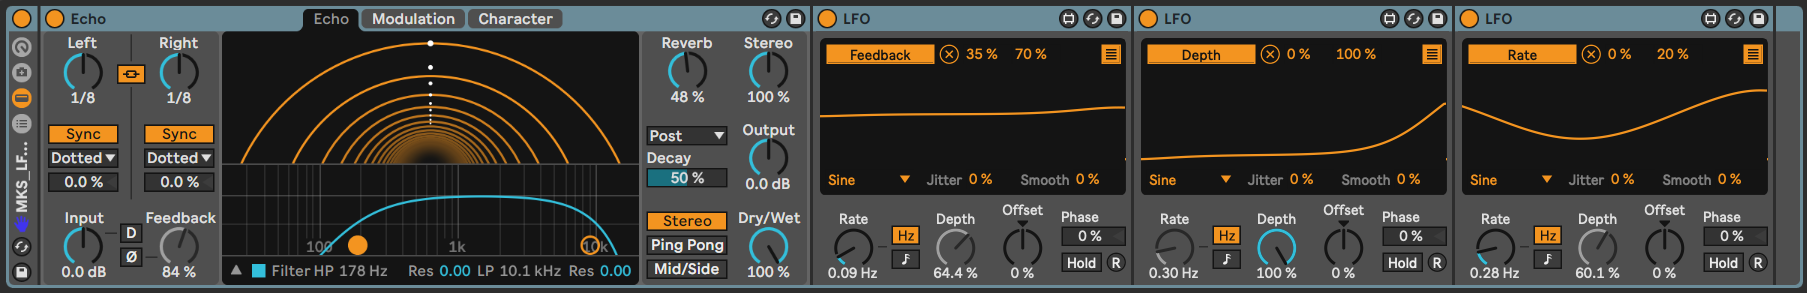 Echo
Echo
Modulation
Character
MKS_LF...
Left
1/8
Right
1/8
Sync
Sync
Dotted
Dotted
0.0 %
0.0 %
Input
0.0 dB
D
Ø
Feedback
84 %
100
1k
10k
Filter HP 178 Hz Res 0.00 LP 10.1 kHz Res 0.00
Reverb
48 %
Stereo
100 %
Post
Decay
50 %
Output
0.0 dB
Stereo
Ping Pong
Mid/Side
Dry/Wet
100 %
LFO
Feedback 35 % 70 %
Sine Jitter 0 % Smooth 0 %
Rate
0.09 Hz
Hz
Depth
64.4 %
Offset
0 %
Phase
0 %
Hold R
LFO
Depth 0 % 100 %
Sine Jitter 0 % Smooth 0 %
Rate
0.30 Hz
Hz
Depth
100 %
Offset
0 %
Phase
0 %
Hold R
LFO
Rate 0 % 20 %
Sine Jitter 0 % Smooth 0 %
Rate
0.28 Hz
Hz
Depth
60.1 %
Offset
0 %
Phase
0 %
Hold R